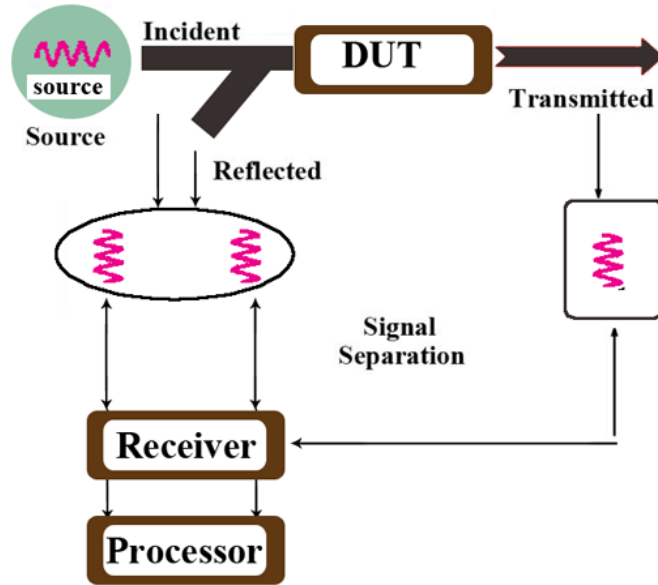 Incident
source
DUT
Source
Transmitted
Reflected
Signal
Separation
Receiver
Processor